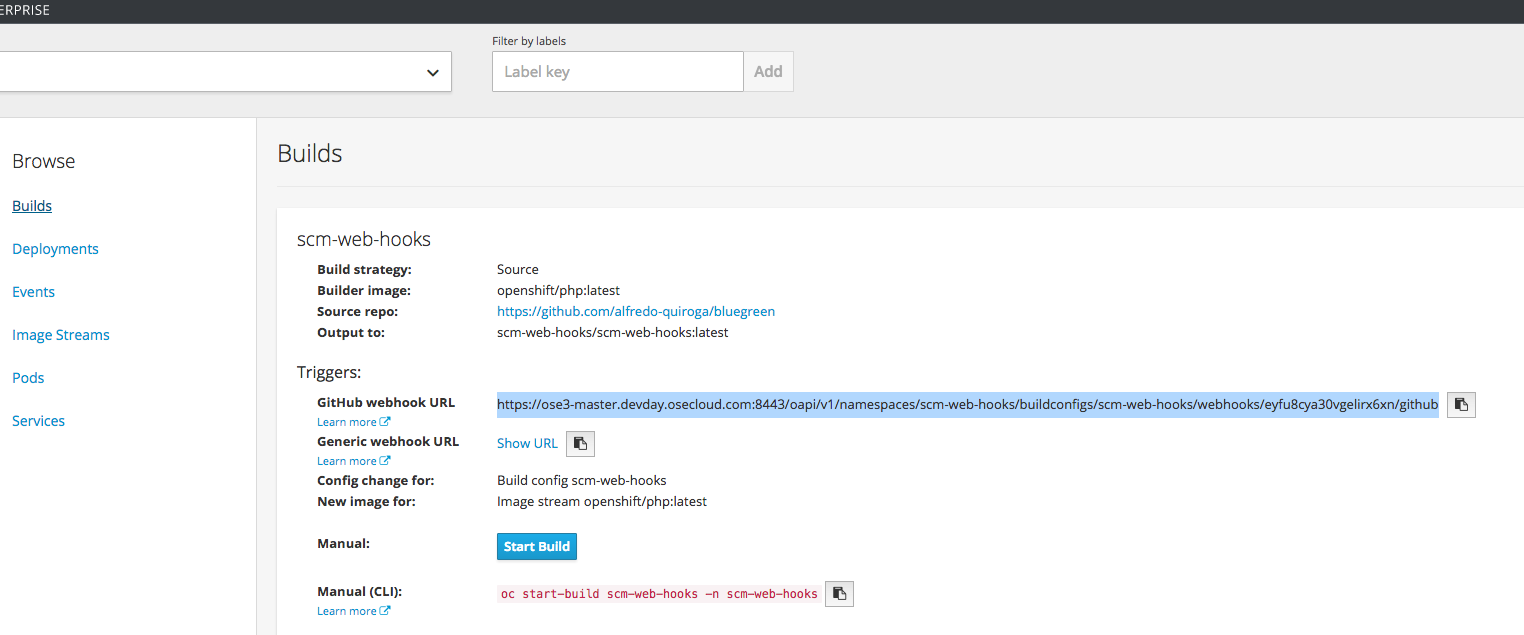 ERPRISE
Filter by labels
Label key
Add
Browse
Builds
Deployments
Events
Image Streams
Pods
Services
Builds
scm-web-hooks
Build strategy: Source
Builder image: openshift/php:latest
Source repo: https://github.com/alfredo-quiroga/bluegreen
Output to: scm-web-hooks/scm-web-hooks:latest
Triggers:
GitHub webhook URL https://ose3-master.devday.osecloud.com:8443/oapi/v1/namespaces/scm-web-hooks/buildconfigs/scm-web-hooks/webhooks/eyfu8cya30vgelirx6xn/github
Learn more
Generic webhook URL Show URL
Learn more
Config change for: Build config scm-web-hooks
New image for: Image stream openshift/php:latest
Manual: Start Build
Manual (CLI): oc start-build scm-web-hooks -n scm-web-hooks
Learn more